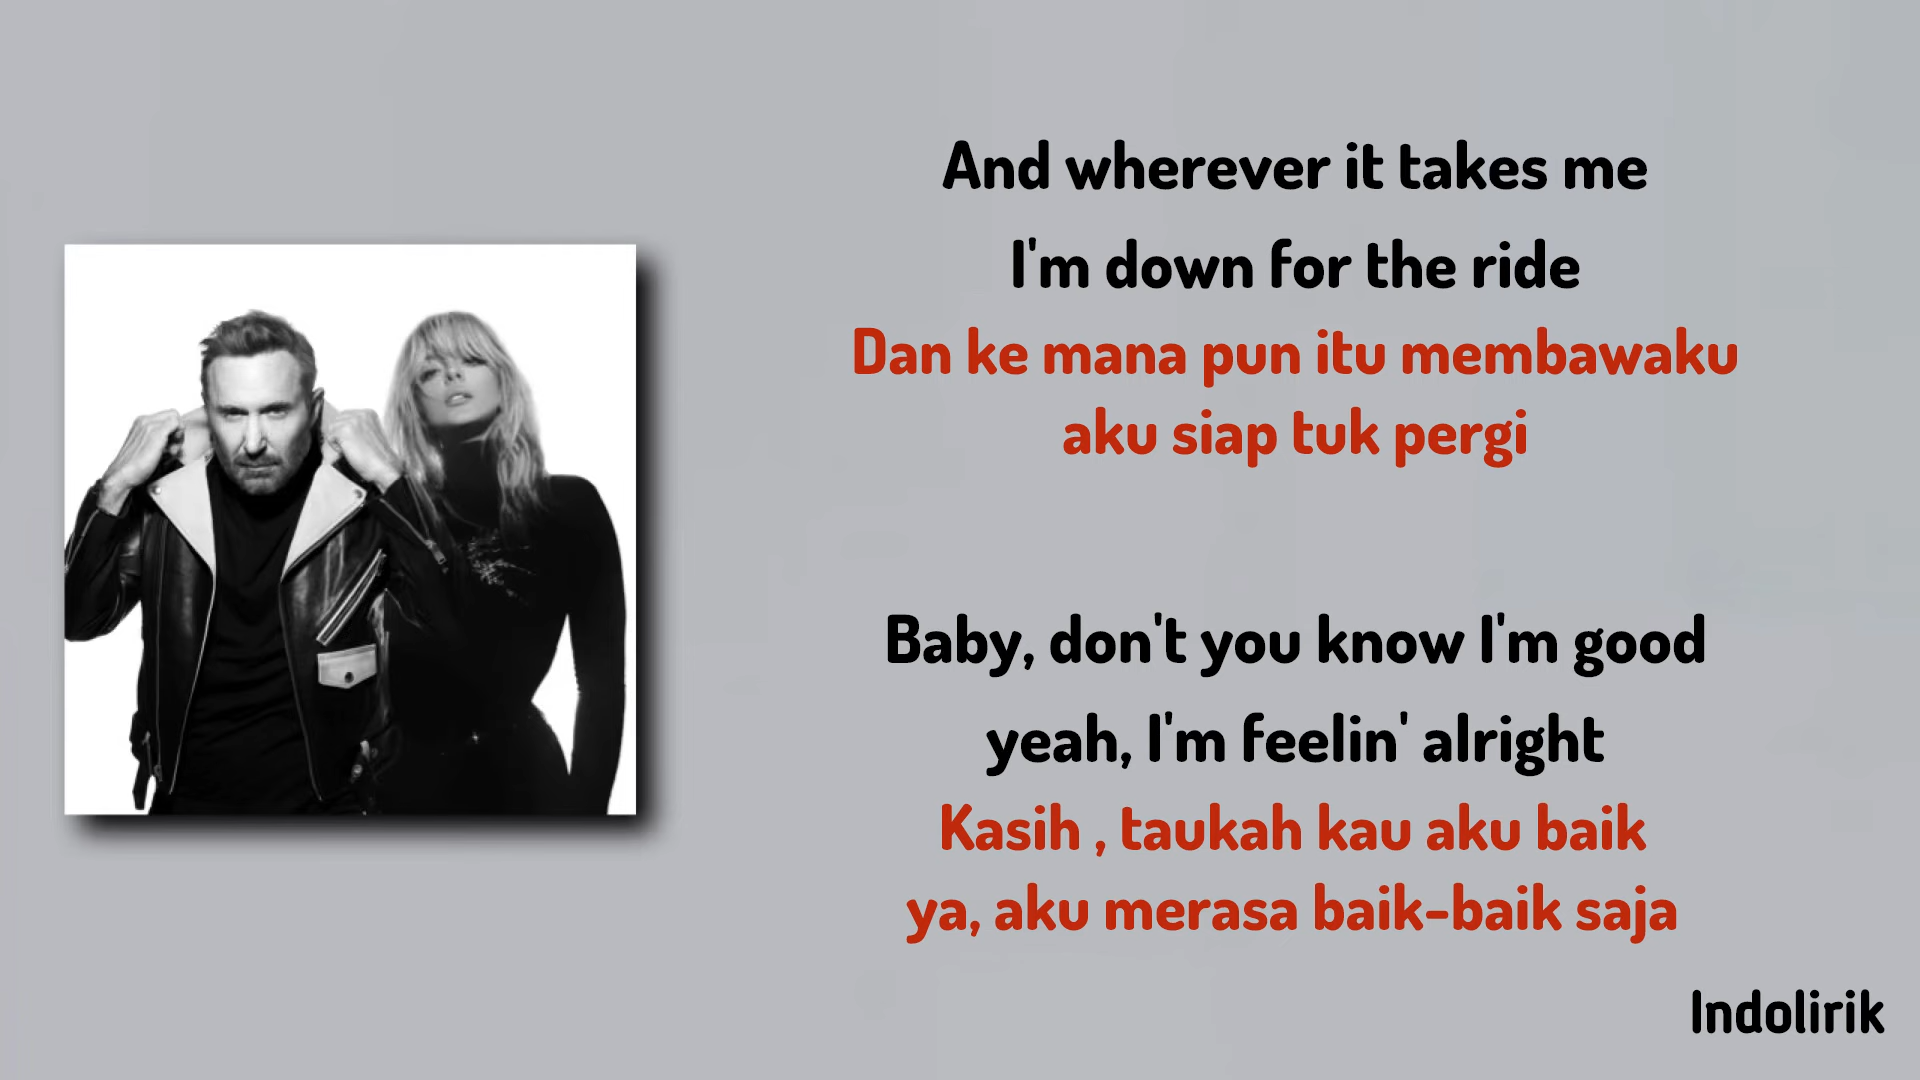 And wherever it takes me
I'm down for the ride
Dan ke mana pun itu membawaku
aku siap tuk pergi
Baby, don't you know I'm good
yeah, I'm feelin' alright
Kasih , taukah kau aku baik
ya, aku merasa baik-baik saja
Indolirik